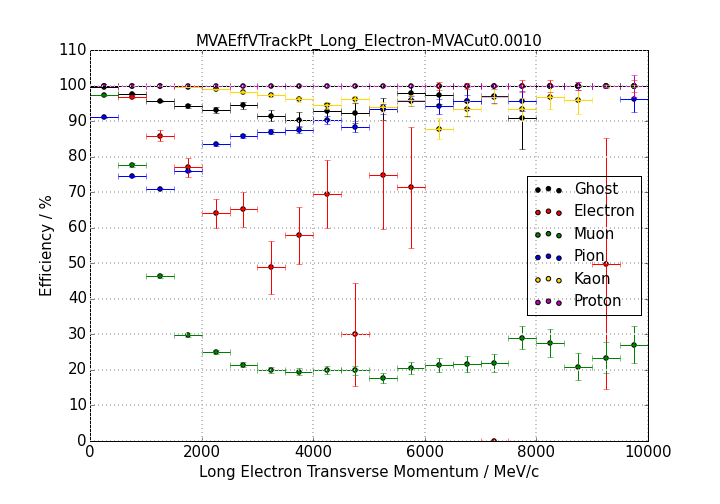 MVAEffVTrackPt_Long_Electron-MVACut0.0010
110
100
90
80
70
60
50
40
30
20
10
0
Efficiency / %
Ghost
Electron
Muon
Pion
Kaon
Proton
0 2000 4000 6000 8000 10000
Long Electron Transverse Momentum / MeV/c